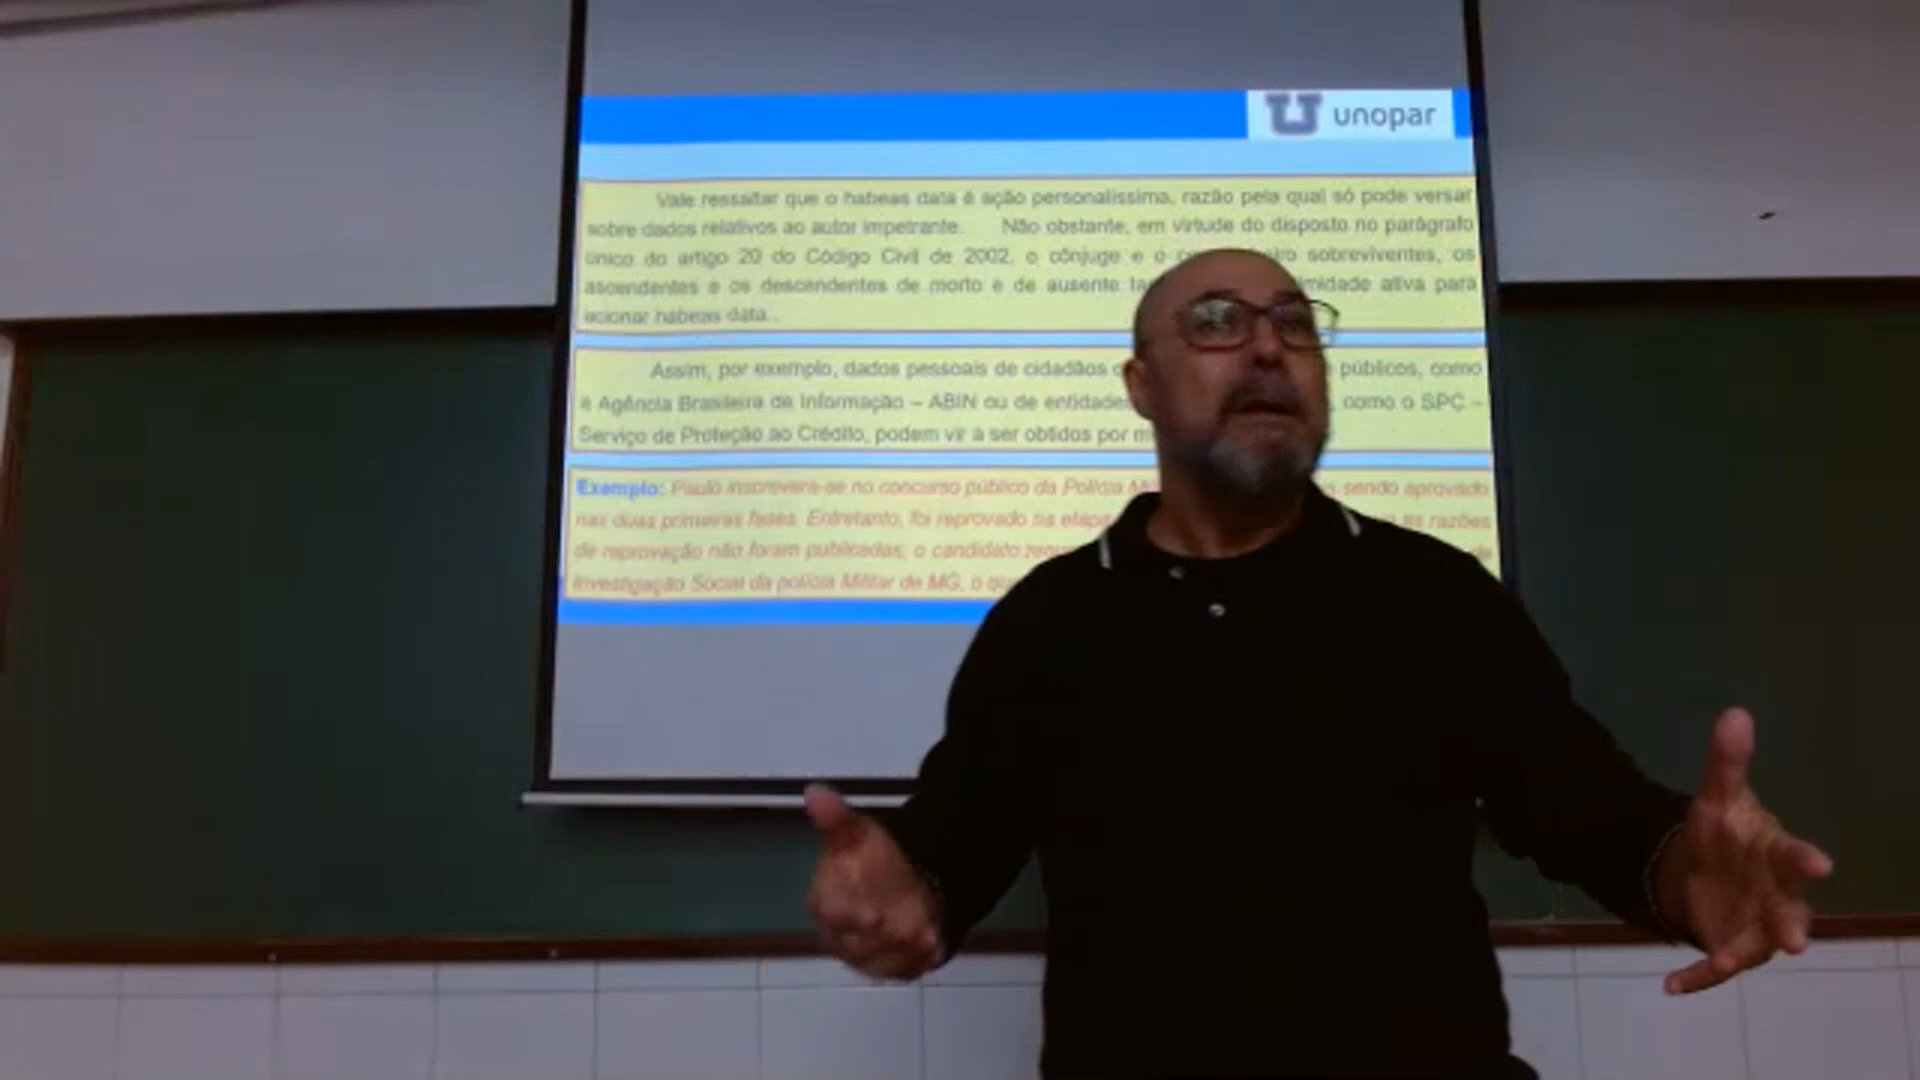 unopar
Vale ressaltar que o habeas data é ação personalíssima, razão pela qual só pode versar
sobre dados relativos ao autor impetrante. Não obstante, em virtude do disposto no parágrafo
único do artigo 20 do Código Civil de 2002, o cônjuge e o sobreviventes, os
ascendentes e os descendentes de morto e de ausente ativa para
acionar habeas data..
Assim, por exemplo, dados pessoais de cidadãos públicos, como
a Agência Brasileira de Informação – ABIN ou de entidades como o SPC –
Serviço de Proteção ao Crédito, podem vir a ser obtidos por
Exemplo: Paulo inscrevera-se no concurso público da Polícia sendo aprovado
nas duas primeiras fases. Entretanto, foi reprovado na etapa as razões
de reprovação não foram publicadas, o candidato de
Investigação Social da polícia Militar de MG, o